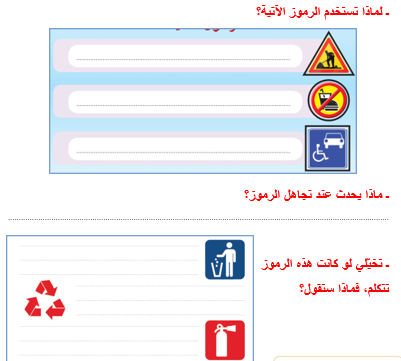 ـ لماذا تستخدم الرموز الآتية؟
ـ ماذا يحدث عند تجاهل الرموز؟
ـ تخيّلي لو كانت هذه الرموز
تتكلم، فماذا ستقول؟